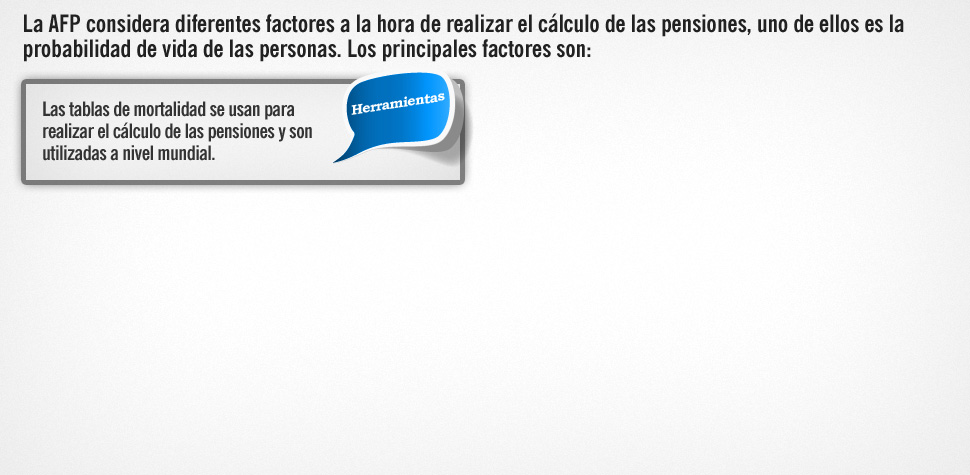 La AFP considera diferentes factores a la hora de realizar el cálculo de las pensiones, uno de ellos es la
probabilidad de vida de las personas. Los principales factores son:
Las tablas de mortalidad se usan para
realizar el cálculo de las pensiones y son
utilizadas a nivel mundial.
Herramientas